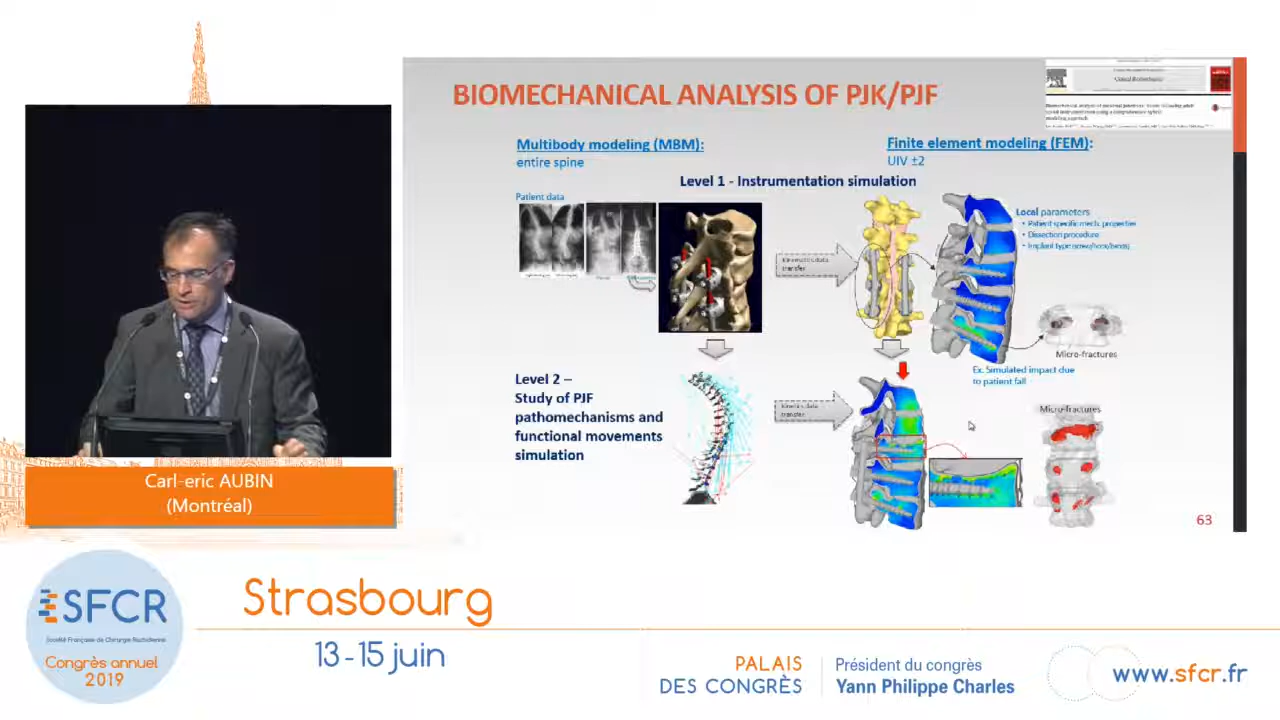 BIOMECHANICAL ANALYSIS OF PJK/PJF
Multibody modeling (MBM):
entire spine
Finite element modeling (FEM):
UIV ±2
Level 1 - Instrumentation simulation
Patient data
Local parameters
• Patient specific mech. properties
• Dissection procedure
• Implant type
data
transfer
Micro-fractures
Ex. Simulated impact due
to patient fall
Level 2 –
Study of PJF
pathomechanisms and
functional movements
simulation
data
transfer
Micro-fractures
63
Carl-eric AUBIN
(Montréal)
SFCR
Société Française de Chirurgie Rachidienne
Congrès annuel
2019
Strasbourg
13-15 juin
PALAIS
DES CONGRÈS
Président du congrès
Yann Philippe Charles
www.sfcr.fr